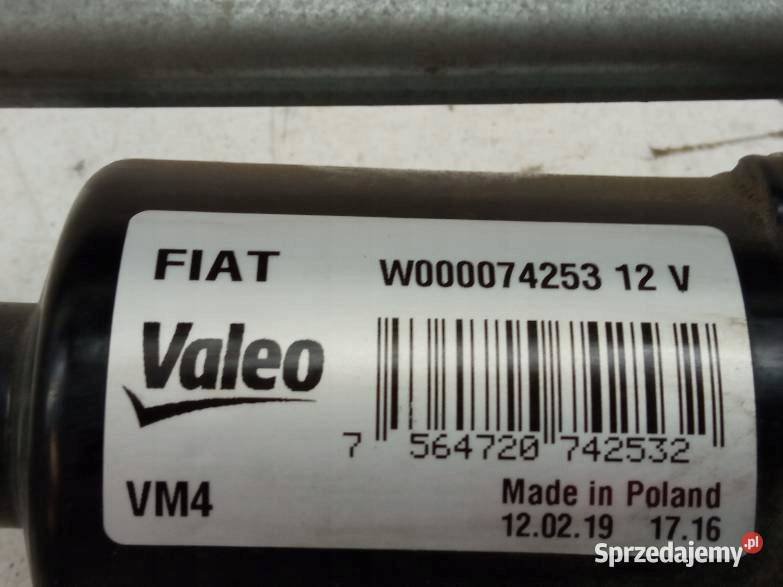 FIAT W000074253 12 V
Valeo
7 564720 742532
VM4 Made in Poland
12.02.19 17.16
Sprzedajemy.pl